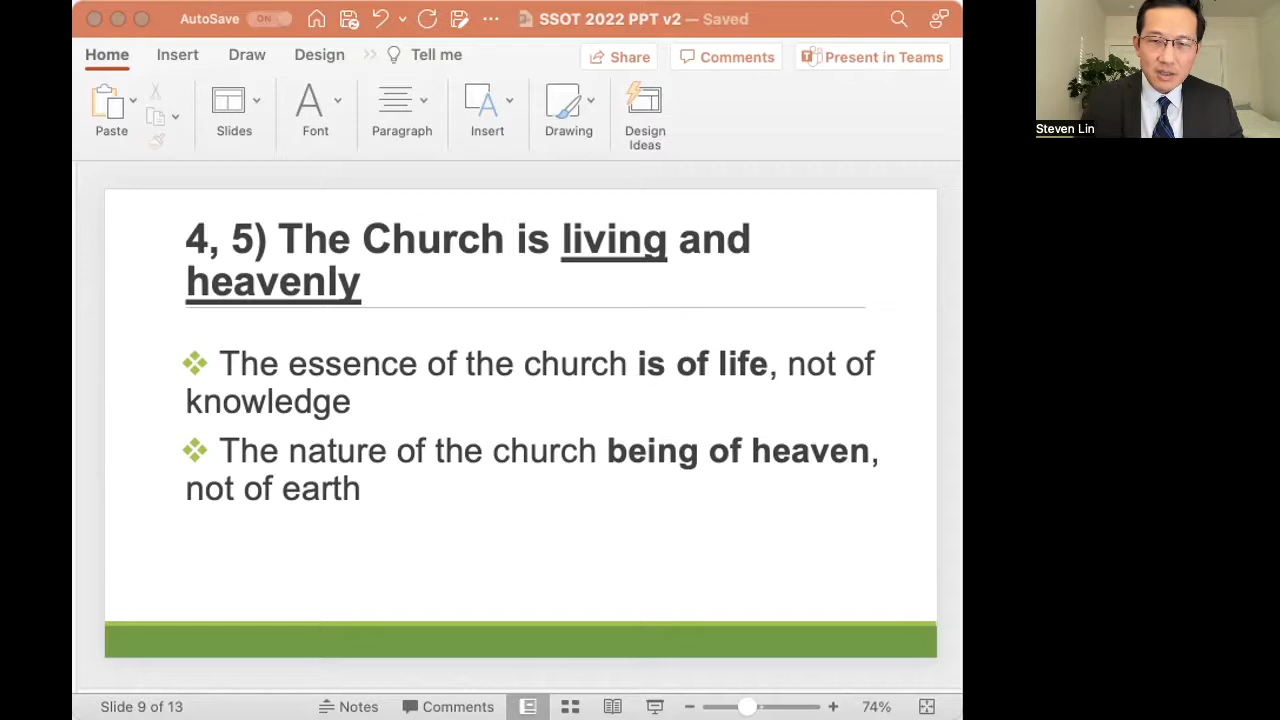 AutoSave ON SSOT 2022 PPT v2 — Saved
Home Insert Draw Design Tell me Share Comments Present in Teams
Paste Slides Font Paragraph Insert Drawing Design
Ideas
Steven Lin
4, 5) The Church is living and
heavenly
The essence of the church is of life, not of
knowledge
The nature of the church being of heaven,
not of earth
Slide 9 of 13 Notes Comments 74%